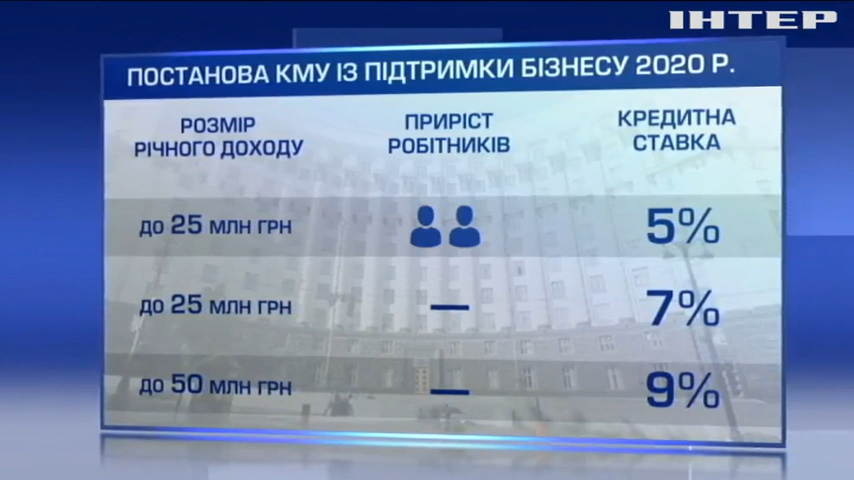 ІНТЕР
ПОСТАНОВА КМУ ІЗ ПІДТРИМКИ БІЗНЕСУ 2020 Р.
РОЗМІР
РІЧНОГО ДОХОДУ
ПРИРІСТ
РОБІТНИКІВ
КРЕДИТНА
СТАВКА
ДО 25 МЛН ГРН
5%
ДО 25 МЛН ГРН
—
7%
ДО 50 МЛН ГРН
—
9%